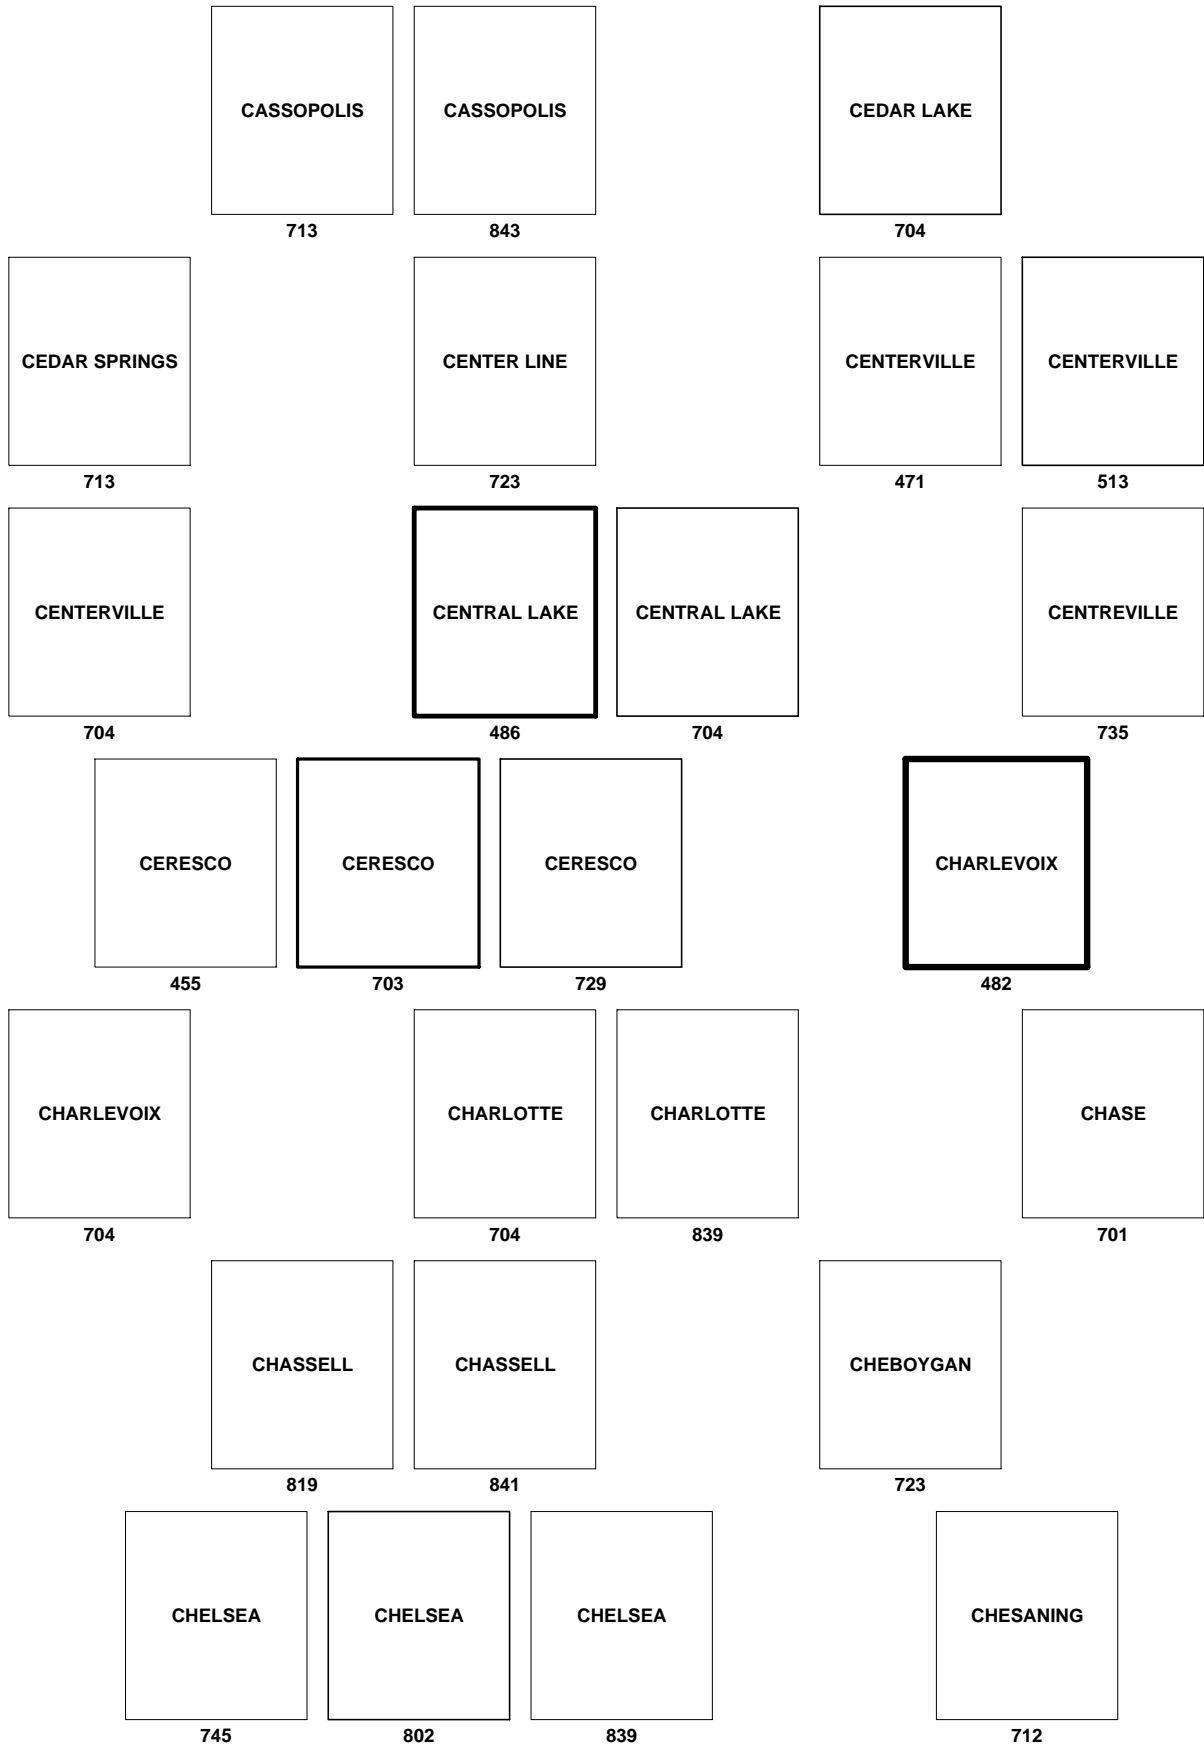 CASSOPOLIS CASSOPOLIS CEDAR LAKE
713 843 704
CEDAR SPRINGS CENTER LINE CENTERVILLE CENTERVILLE
713 723 471 513
CENTERVILLE CENTRAL LAKE CENTRAL LAKE CENTREVILLE
704 486 704 735
CERESCO CERESCO CERESCO CHARLEVOIX
455 703 729 482
CHARLEVOIX CHARLOTTE CHARLOTTE CHASE
704 704 839 701
CHASSELL CHASSELL CHEBOYGAN
819 841 723
CHELSEA CHELSEA CHELSEA CHESANING
745 802 839 712